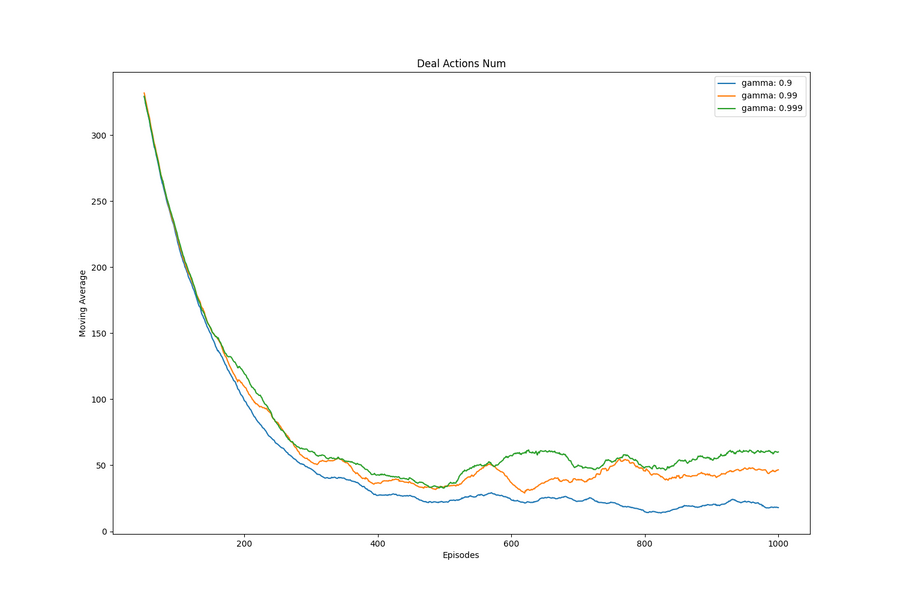 Deal Actions Num
gamma: 0.9
gamma: 0.99
gamma: 0.999
300
250
200
150
100
50
0
Moving Average
200
400
600
800
1000
Episodes